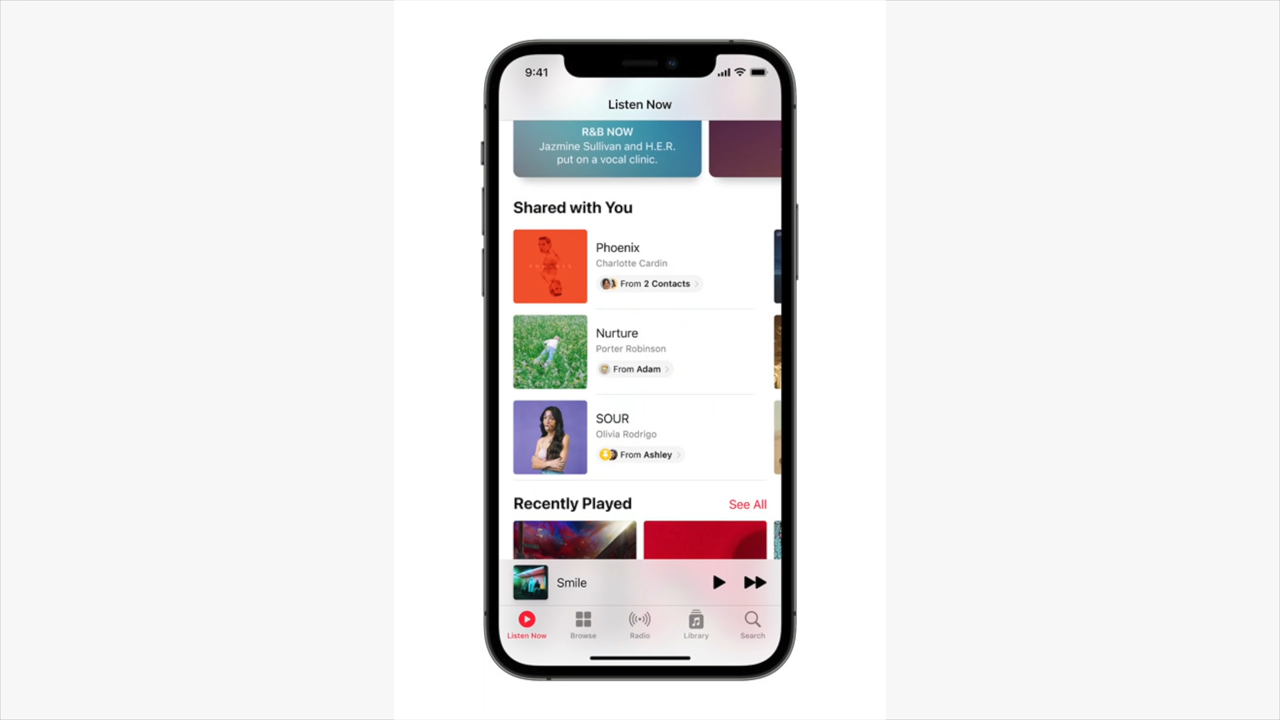 9:41
Listen Now
R&B NOW
Jazmine Sullivan and H.E.R.
put on a vocal clinic.
Shared with You
Phoenix
Charlotte Cardin
From 2 Contacts
Nurture
Porter Robinson
From Adam
SOUR
Olivia Rodrigo
From Ashley
Recently Played
See All
Smile
Listen Now
Browse
Radio
Library
Search